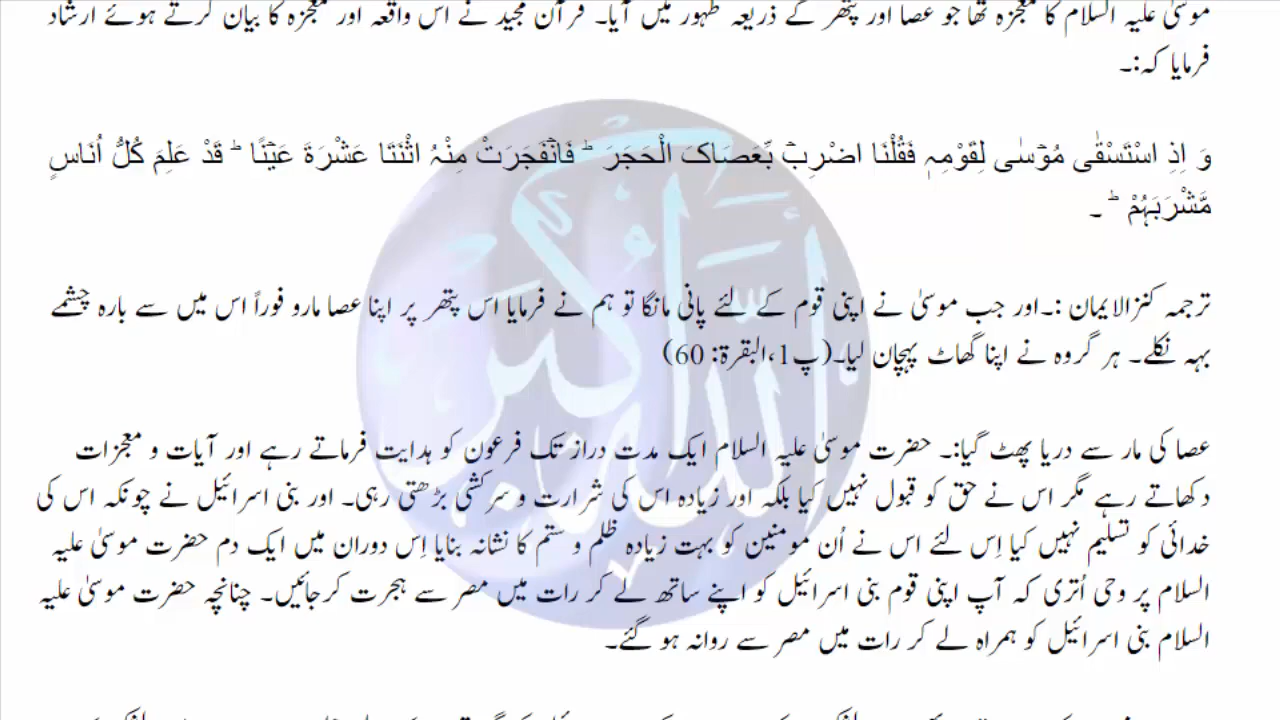 موسیٰ علیہ السلام کا معجزہ تھا جو عصا اور پتھر کے ذریعہ ظہور میں آیا۔ قرآن مجید نے اس واقعہ اور معجزہ کا بیان کرتے ہوئے ارشاد
فرمایا کہ:۔
وَ اِذِ اسْتَسْقٰی مُوْسٰی لِقَوْمِہٖ فَقُلْنَا اضْرِبْ بِّعَصَاکَ الْحَجَرَ ؕ فَانْفَجَرَتْ مِنْہُ اثْنَتَا عَشْرَۃَ عَیْنًا ؕ قَدْ عَلِمَ کُلُّ اُنَاسٍ
مَّشْرَبَہُمْ ؕ ۔
ترجمہ کنزالایمان :۔اور جب موسیٰ نے اپنی قوم کے لئے پانی مانگا تو ہم نے فرمایا اس پتھر پر اپنا عصا مارو فوراً اس میں سے بارہ چشمے
بہہ نکلے۔ ہر گروہ نے اپنا گھاٹ پہچان لیا۔(پ1،البقرۃ: 60)
عصا کی مار سے دریا پھٹ گیا:۔ حضرت موسیٰ علیہ السلام ایک مدت دراز تک فرعون کو ہدایت فرماتے رہے اور آیات و معجزات
دکھاتے رہے مگر اس نے حق کو قبول نہیں کیا بلکہ اور زیادہ اس کی شرارت و سرکشی بڑھتی رہی۔ اور بنی اسرائیل نے چونکہ اس کی
خدائی کو تسلیم نہیں کیا اِس لئے اس نے اُن مومنین کو بہت زیادہ ظلم و ستم کا نشانہ بنایا اِس دوران میں ایک دم حضرت موسیٰ علیہ
السلام پر وحی اُتری کہ آپ اپنی قوم بنی اسرائیل کو اپنے ساتھ لے کر رات میں مصر سے ہجرت کرجائیں۔ چنانچہ حضرت موسیٰ علیہ
السلام بنی اسرائیل کو ہمراہ لے کر رات میں مصر سے روانہ ہو گئے۔
اللہ اکبر